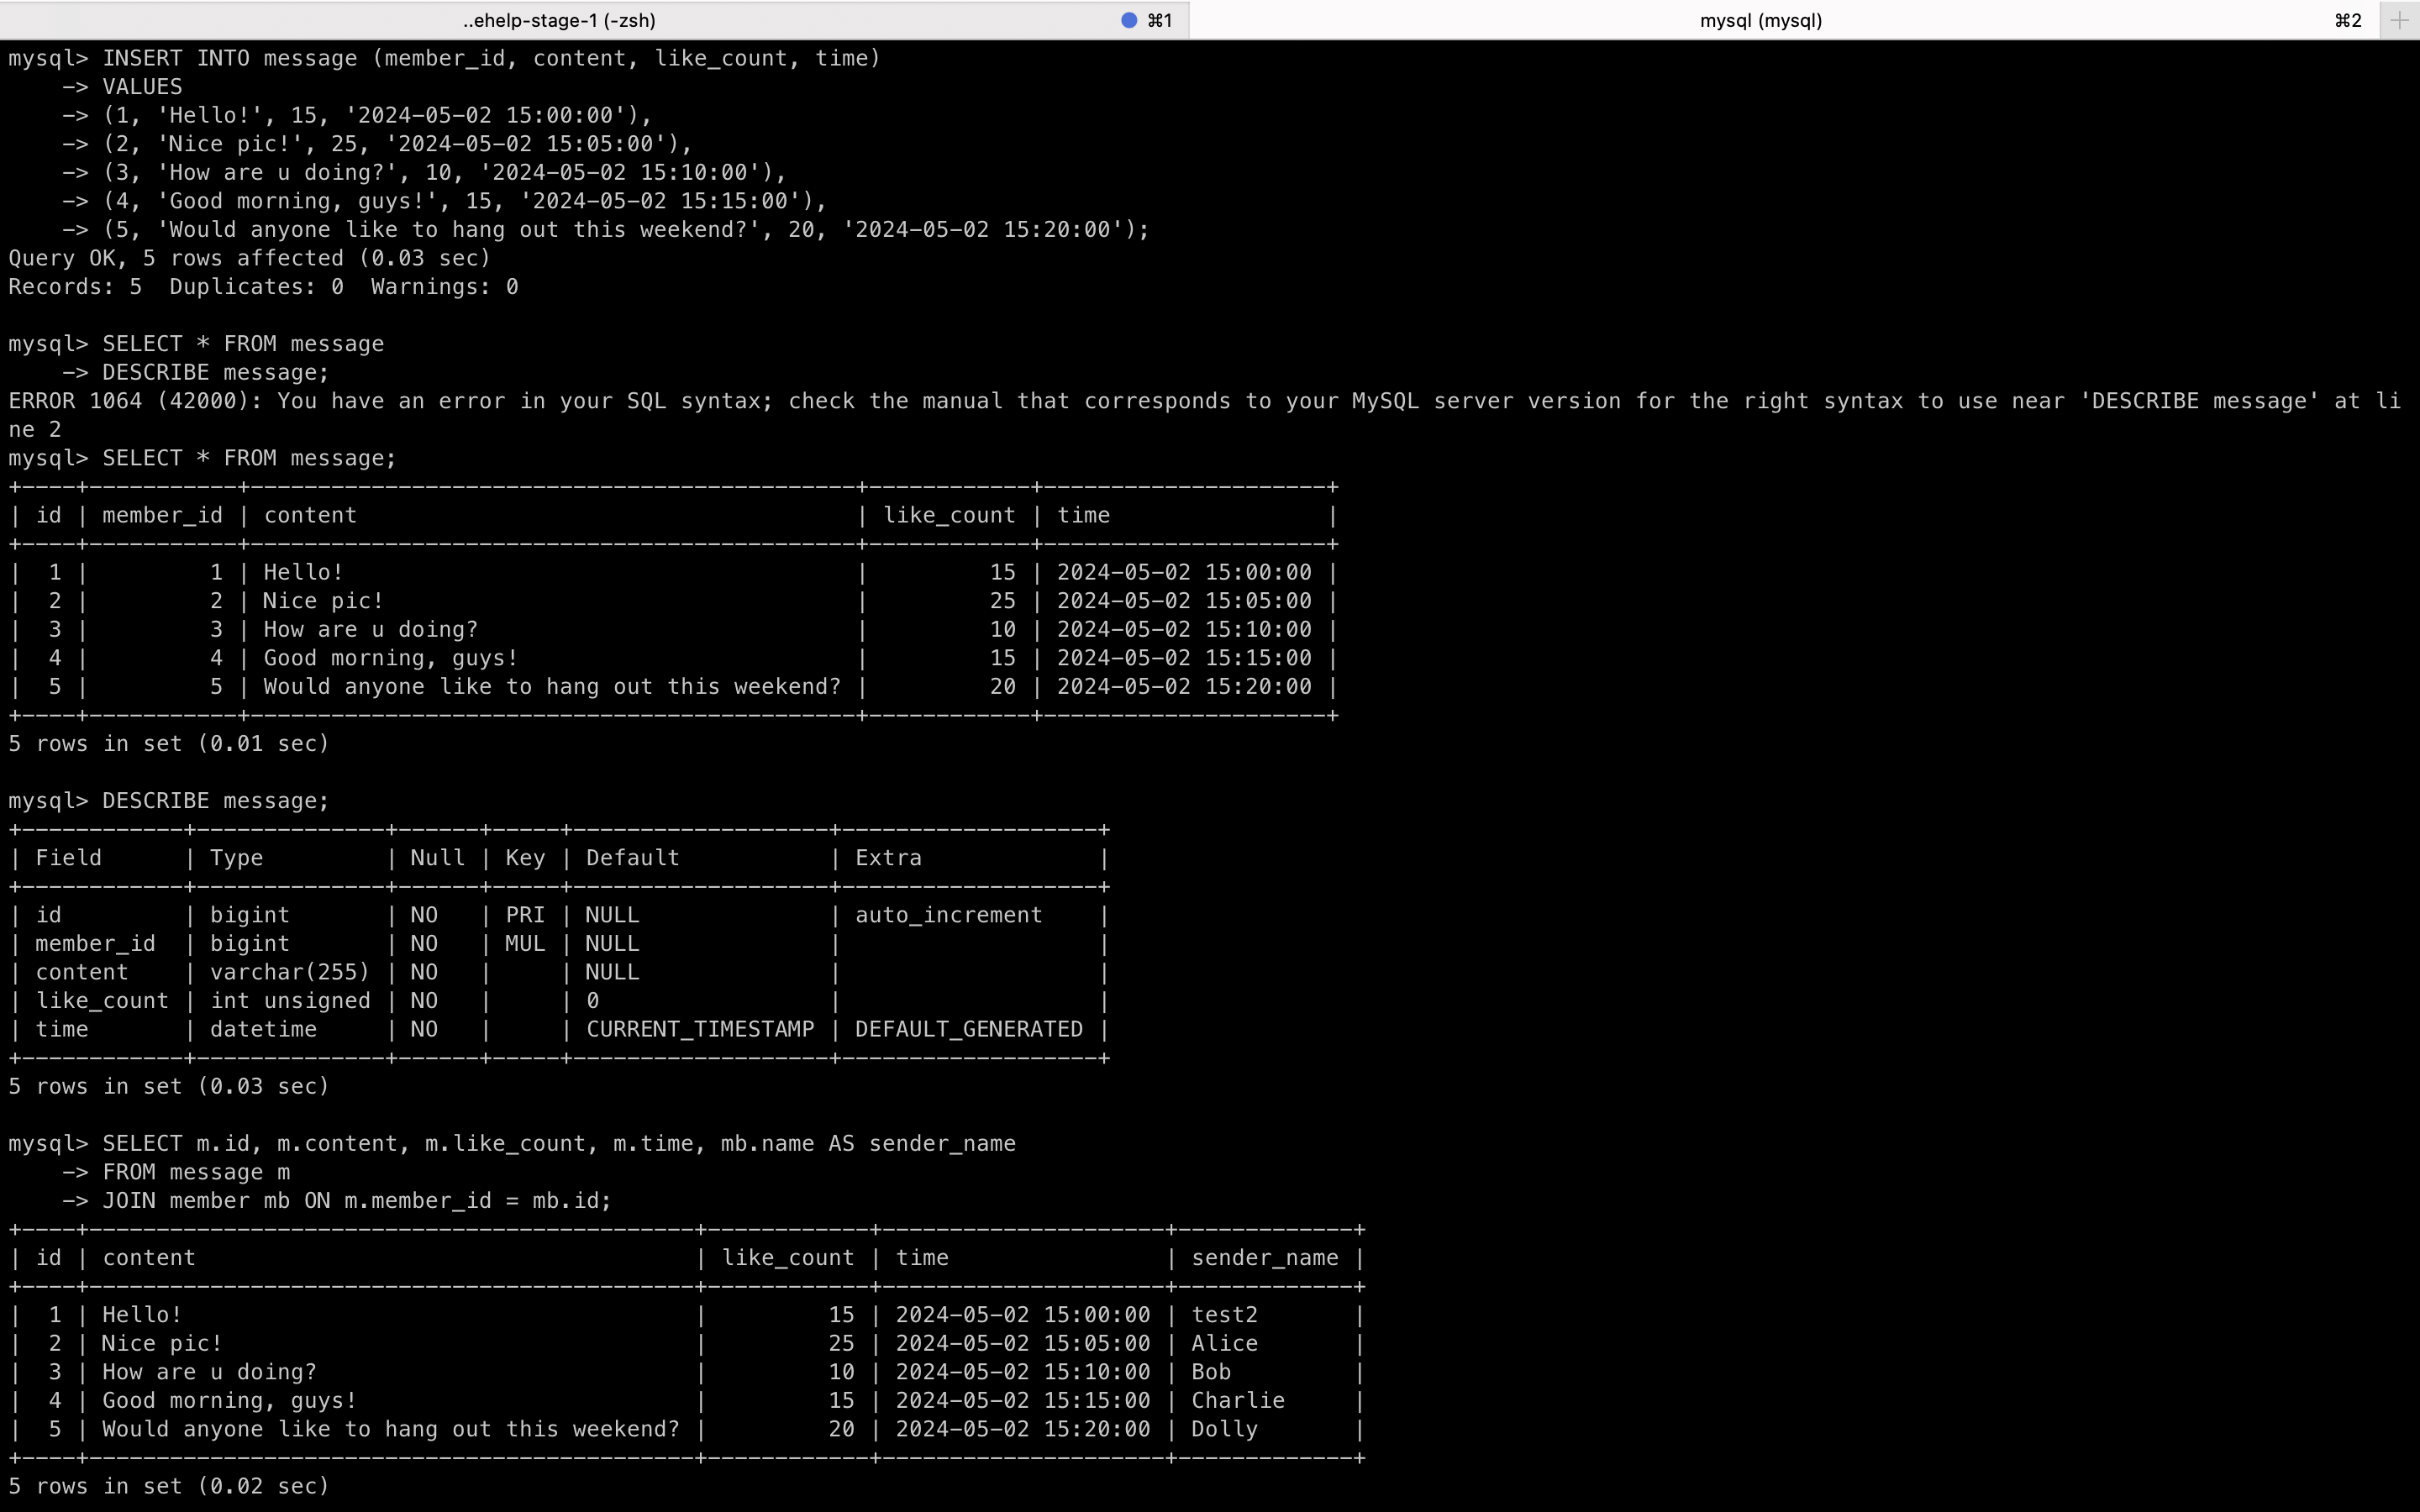 ..ehelp-stage-1 (-zsh) ⌘1 mysql (mysql) ⌘2 +
mysql> INSERT INTO message (member_id, content, like_count, time)
    -> VALUES
    -> (1, 'Hello!', 15, '2024-05-02 15:00:00'),
    -> (2, 'Nice pic!', 25, '2024-05-02 15:05:00'),
    -> (3, 'How are u doing?', 10, '2024-05-02 15:10:00'),
    -> (4, 'Good morning, guys!', 15, '2024-05-02 15:15:00'),
    -> (5, 'Would anyone like to hang out this weekend?', 20, '2024-05-02 15:20:00');
Query OK, 5 rows affected (0.03 sec)
Records: 5  Duplicates: 0  Warnings: 0

mysql> SELECT * FROM message
    -> DESCRIBE message;
ERROR 1064 (42000): You have an error in your SQL syntax; check the manual that corresponds to your MySQL server version for the right syntax to use near 'DESCRIBE message' at li
ne 2
mysql> SELECT * FROM message;
+----+-----------+---------------------------------------------+------------+---------------------+
| id | member_id | content                                     | like_count | time                |
+----+-----------+---------------------------------------------+------------+---------------------+
|  1 |         1 | Hello!                                      |         15 | 2024-05-02 15:00:00 |
|  2 |         2 | Nice pic!                                   |         25 | 2024-05-02 15:05:00 |
|  3 |         3 | How are u doing?                            |         10 | 2024-05-02 15:10:00 |
|  4 |         4 | Good morning, guys!                         |         15 | 2024-05-02 15:15:00 |
|  5 |         5 | Would anyone like to hang out this weekend? |         20 | 2024-05-02 15:20:00 |
+----+-----------+---------------------------------------------+------------+---------------------+
5 rows in set (0.01 sec)

mysql> DESCRIBE message;
+------------+--------------+------+-----+-------------------+-------------------+
| Field      | Type         | Null | Key | Default           | Extra             |
+------------+--------------+------+-----+-------------------+-------------------+
| id         | bigint       | NO   | PRI | NULL              | auto_increment    |
| member_id  | bigint       | NO   | MUL | NULL              |                   |
| content    | varchar(255) | NO   |     | NULL              |                   |
| like_count | int unsigned | NO   |     | 0                 |                   |
| time       | datetime     | NO   |     | CURRENT_TIMESTAMP | DEFAULT_GENERATED |
+------------+--------------+------+-----+-------------------+-------------------+
5 rows in set (0.03 sec)

mysql> SELECT m.id, m.content, m.like_count, m.time, mb.name AS sender_name
    -> FROM message m
    -> JOIN member mb ON m.member_id = mb.id;
+----+---------------------------------------------+------------+---------------------+-------------+
| id | content                                     | like_count | time                | sender_name |
+----+---------------------------------------------+------------+---------------------+-------------+
|  1 | Hello!                                      |         15 | 2024-05-02 15:00:00 | test2       |
|  2 | Nice pic!                                   |         25 | 2024-05-02 15:05:00 | Alice       |
|  3 | How are u doing?                            |         10 | 2024-05-02 15:10:00 | Bob         |
|  4 | Good morning, guys!                         |         15 | 2024-05-02 15:15:00 | Charlie     |
|  5 | Would anyone like to hang out this weekend? |         20 | 2024-05-02 15:20:00 | Dolly       |
+----+---------------------------------------------+------------+---------------------+-------------+
5 rows in set (0.02 sec)